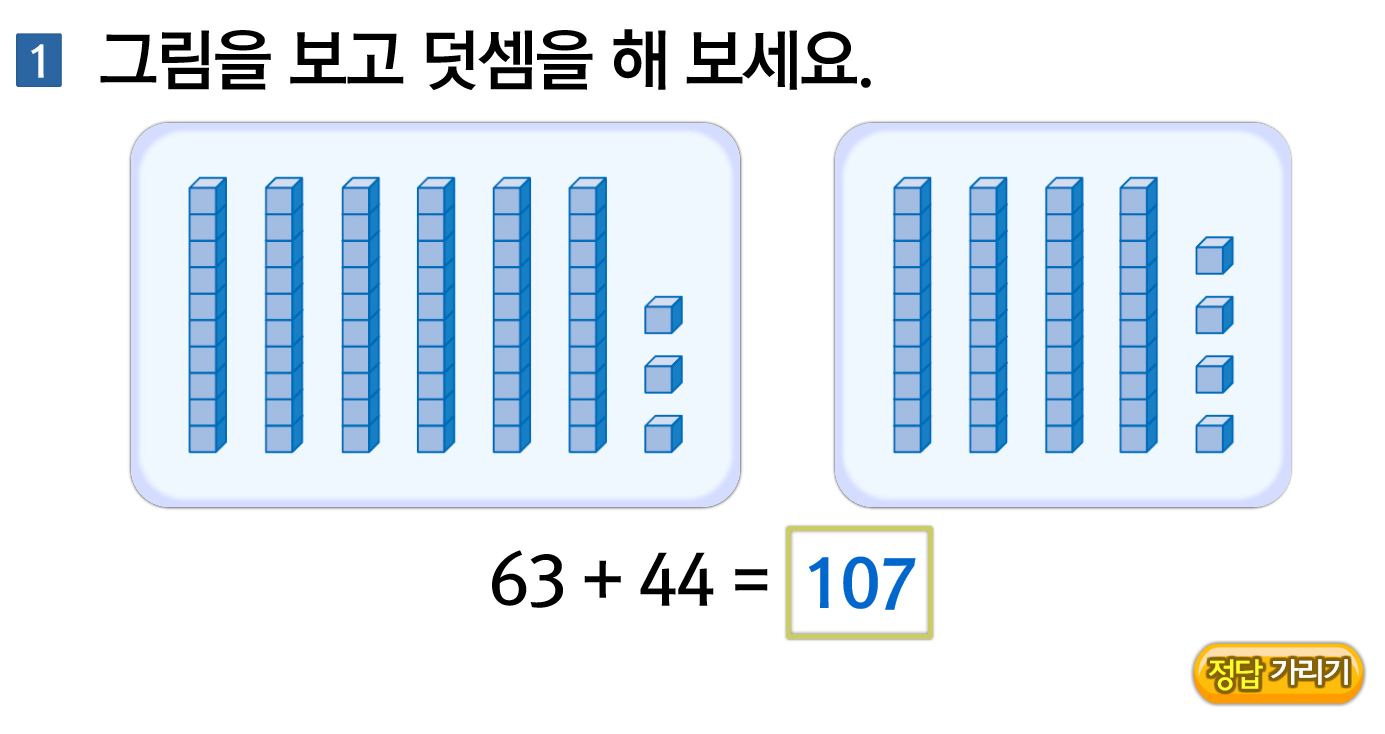 1 그림을 보고 덧셈을 해 보세요.
63 + 44 = 107
정답 가리기